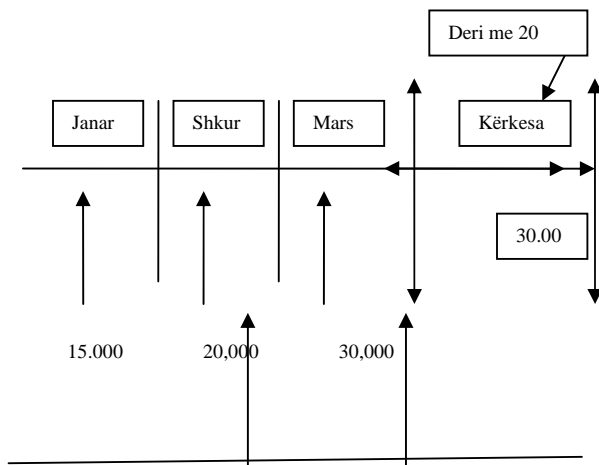 Deri me 20
Janar
Shkur
Mars
Kërkesa
30.00
15.000
20,000
30,000